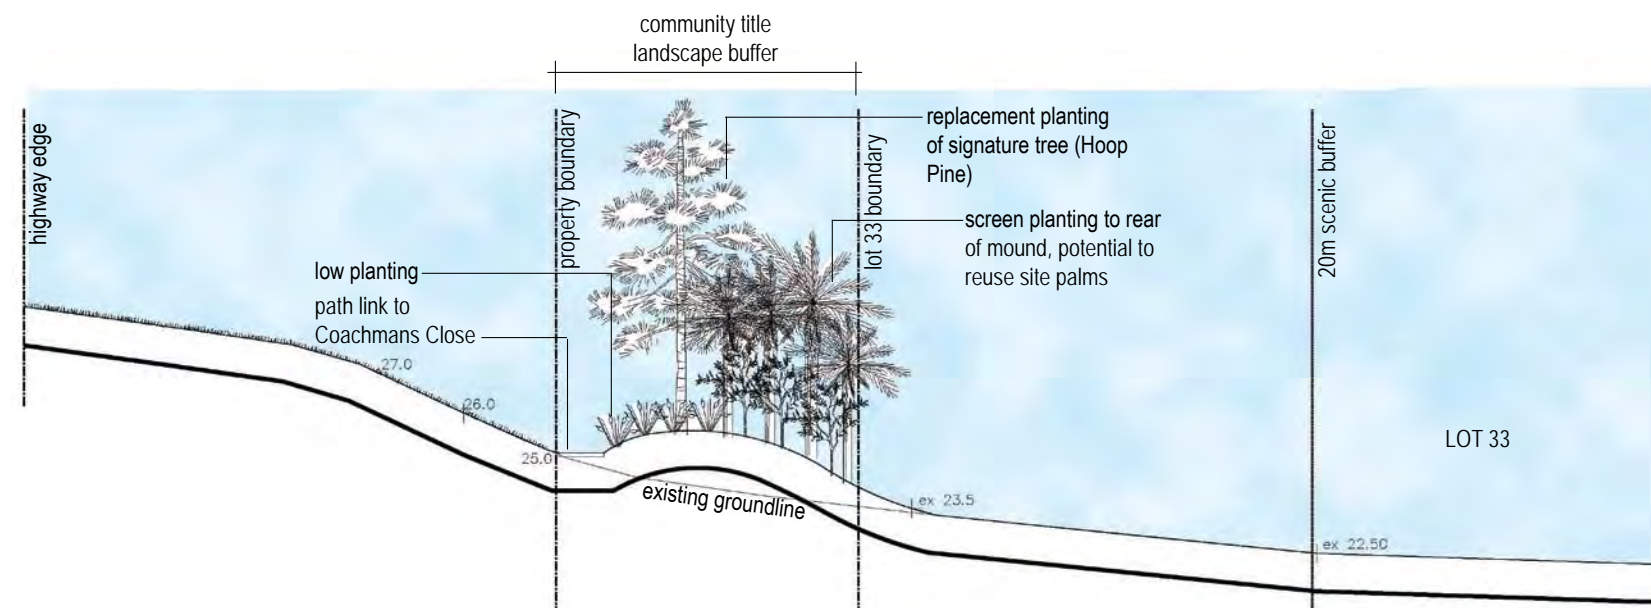 community title
landscape buffer
highway edge
property boundary
replacement planting
of signature tree (Hoop
Pine)
lot 33 boundary
20m scenic buffer
screen planting to rear
of mound, potential to
reuse site palms
low planting
path link to
Coachmans Close
27.0
26.0
25.0
existing groundline
ex 23.5
ex 22.50
LOT 33